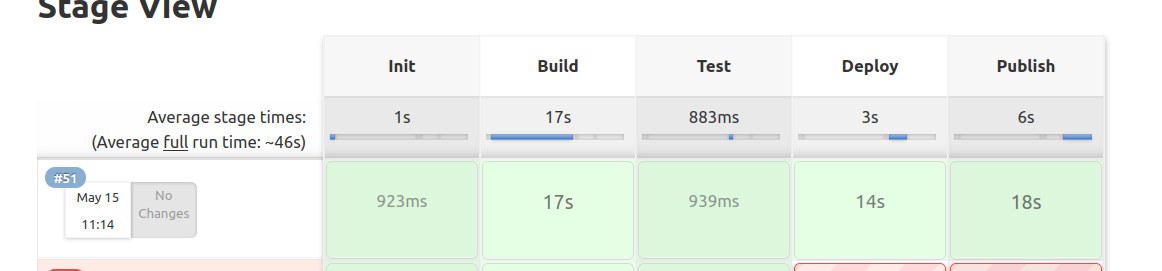 Stage View
Init Build Test Deploy Publish
Average stage times: 1s 17s 883ms 3s 6s
(Average full run time: ~46s)
#51
May 15 No
Changes
11:14
923ms 17s 939ms 14s 18s